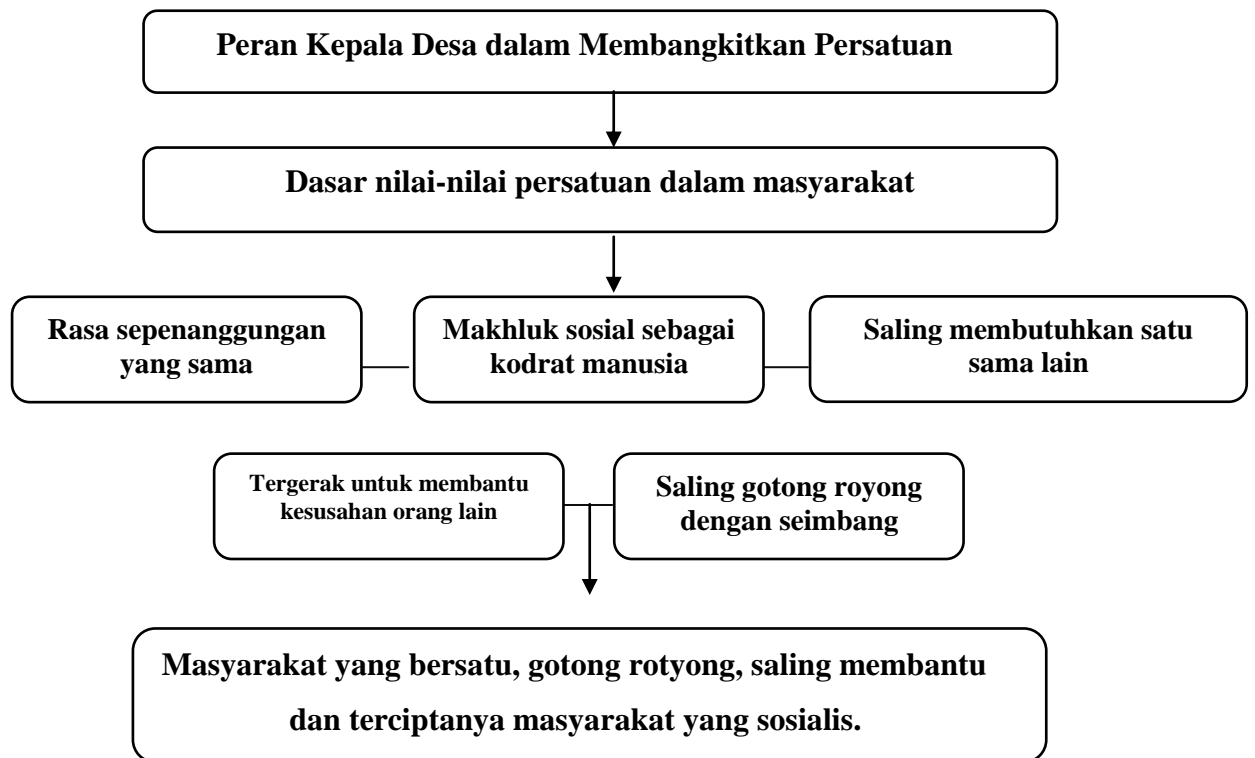 Peran Kepala Desa dalam Membangkitkan Persatuan
Dasar nilai-nilai persatuan dalam masyarakat
Rasa sepenanggungan
yang sama
Makhluk sosial sebagai
kodrat manusia
Saling membutuhkan satu
sama lain
Tergerak untuk membantu
kesusahan orang lain
Saling gotong royong
dengan seimbang
Masyarakat yang bersatu, gotong rotyong, saling membantu
dan terciptanya masyarakat yang sosialis.